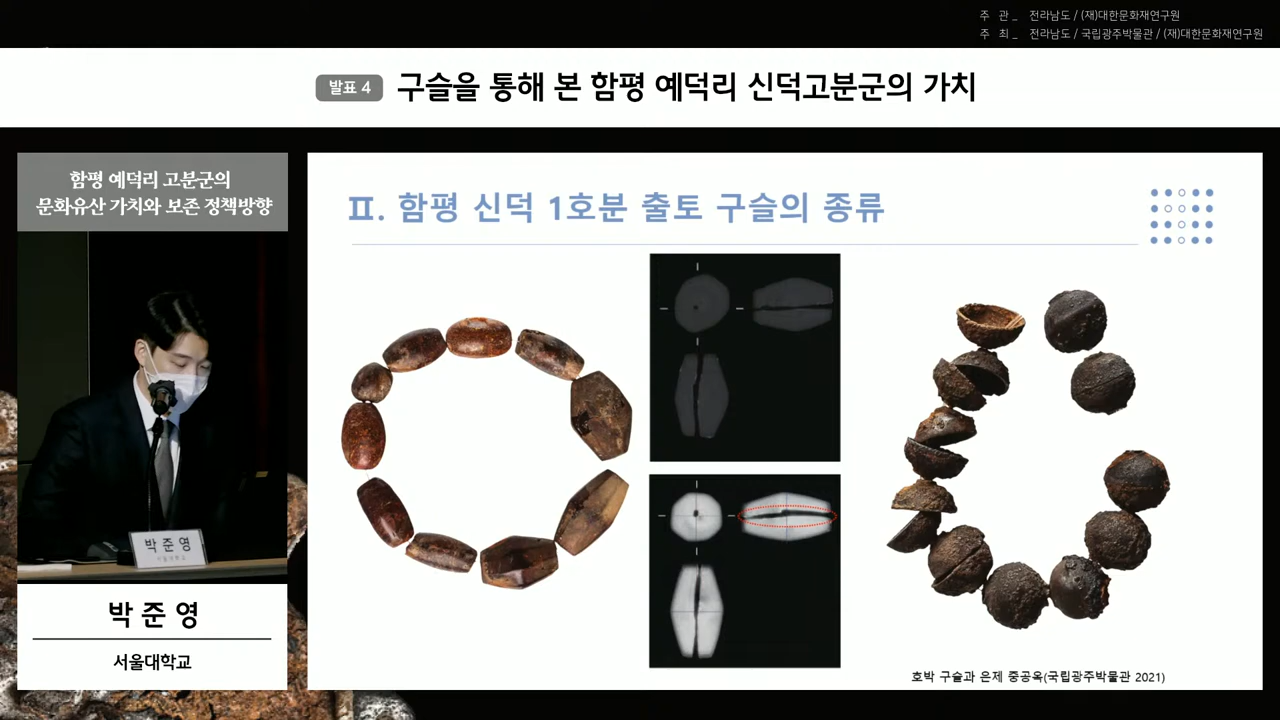 주 관 _ 전라남도 / (재)대한문화재연구원
주 최 _ 전라남도 / 국립광주박물관 / (재)대한문화재연구원
발표 4 구슬을 통해 본 함평 예덕리 신덕고분군의 가치
함평 예덕리 고분군의
문화유산 가치와 보존 정책방향
박 준 영
서울대학교
박 준 영
서울대학교
Ⅱ. 함평 신덕 1호분 출토 구슬의 종류
호박 구슬과 은제 중공옥(국립광주박물관 2021)